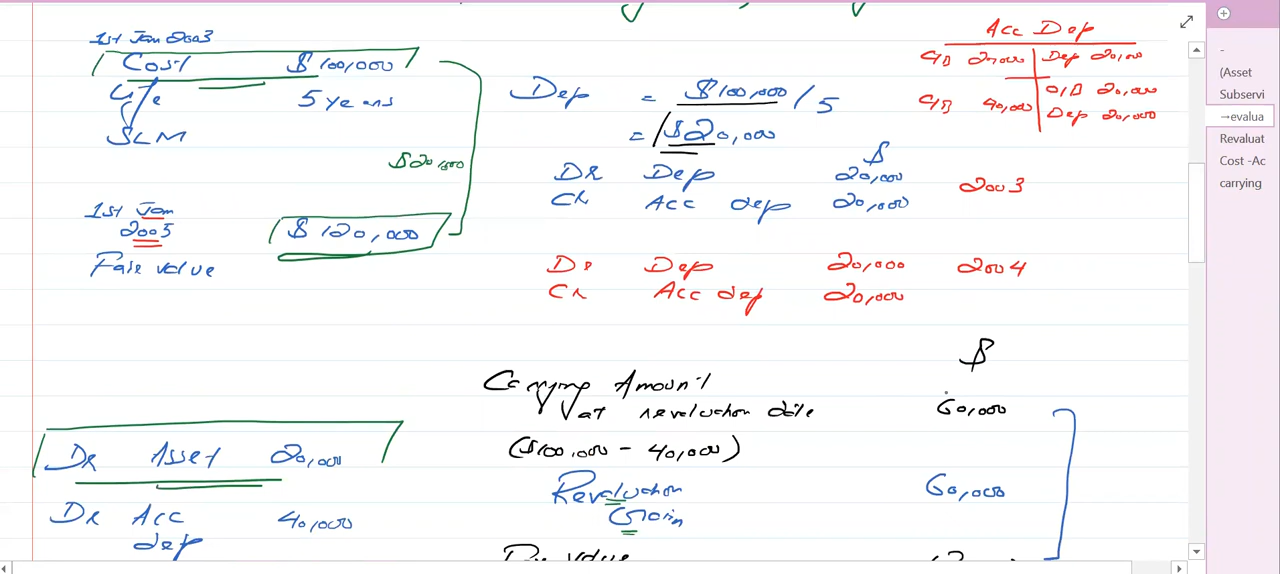 1st Jan 2003
Cost $100,000
Life 5 years
SLM
$20,000
1st Jan
2005 $120,000
Fair value
Dep = $100,000 / 5
= $20,000
$
DR Dep 20,000
CR Acc dep 20,000 2003
DR Dep 20,000 2004
CR Acc dep 20,000
Acc Dep
C/D 20,000 Dep 20,000
O/B 20,000
C/D 40,000 Dep 20,000
$
Carrying Amount
at revaluation date 60,000
($100,000 - 40,000)
Revaluation 60,000
Gain
DR Asset 20,000
DR Acc 40,000
dep
-
(Asset
Subservi
→evalua
Revaluat
Cost -Ac
carrying